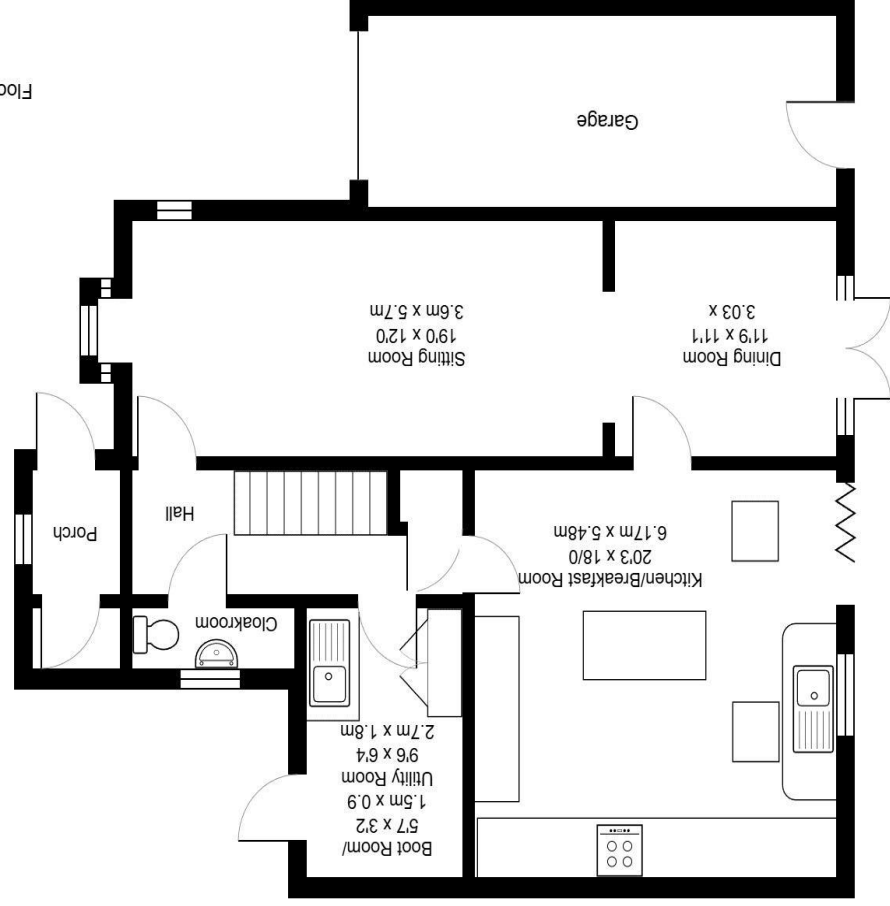 Boot Room/
5'7 x 3'2
1.5m x 0.9
Utility Room
9'6 x 6'4
2.7m x 1.8m
Cloakroom
Kitchen/Breakfast Room
20'3 x 18/0
6.17m x 5.48m
Porch
Hall
Dining Room
11'9 x 11'1
3.03 x
Sitting Room
19'0 x 12'0
3.6m x 5.7m
Garage
Floo